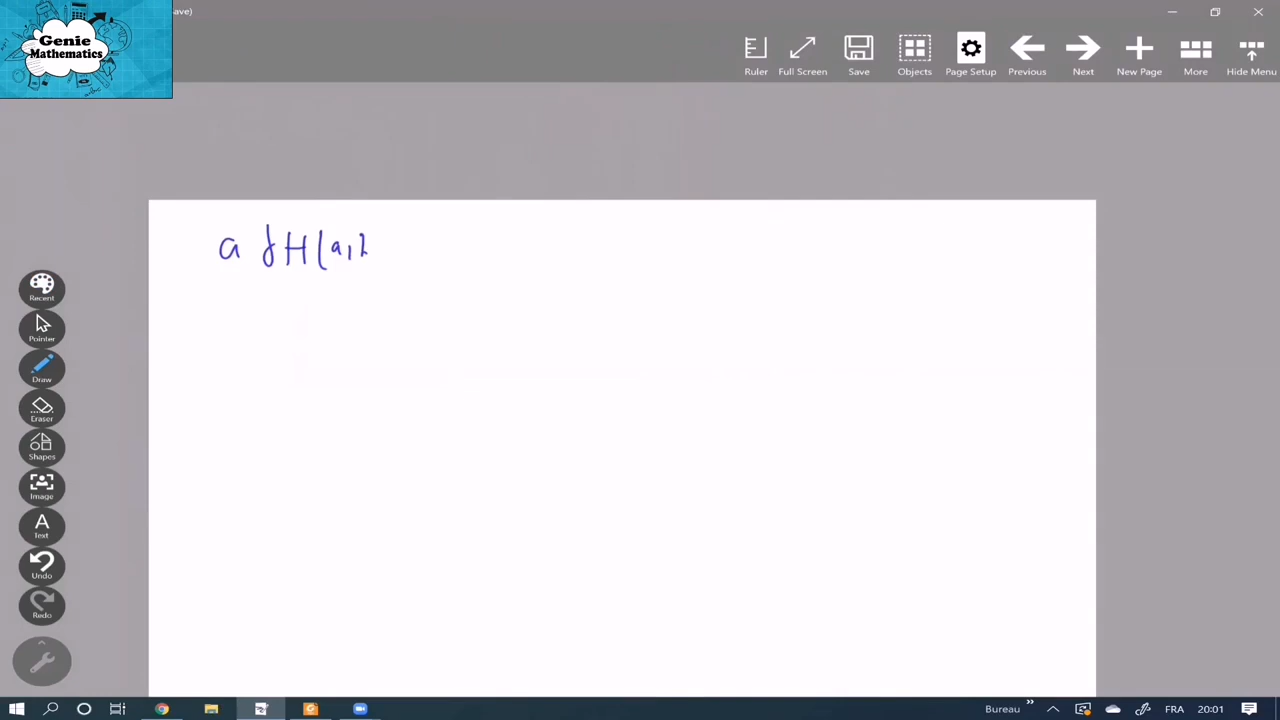 Genie
Mathematics
ave)
Ruler
Full Screen
Save
Objects
Page Setup
Previous
Next
New Page
More
Hide Menu
a
H(a,
Recent
Pointer
Draw
Eraser
Shapes
Image
A
Text
Undo
Redo
Bureau
»
FRA
20:01